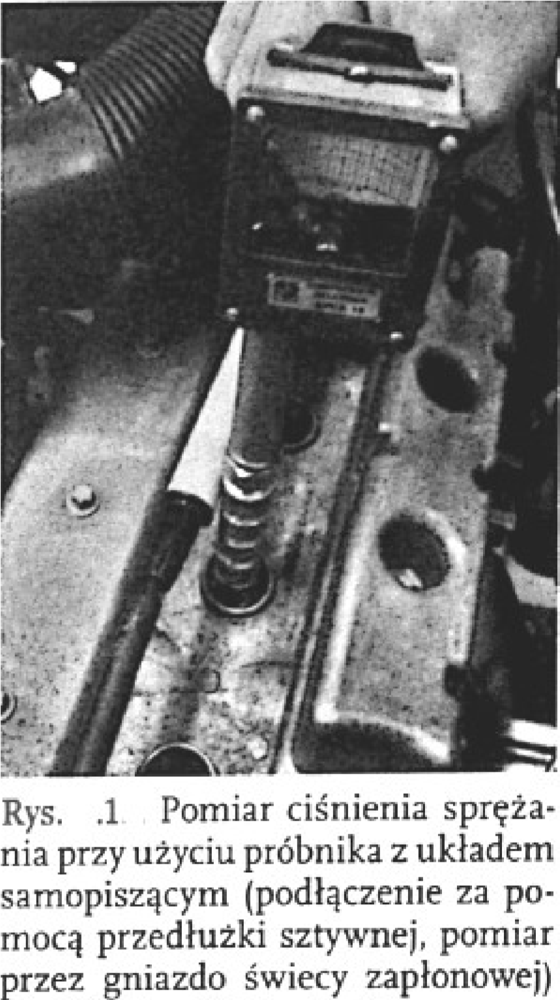 Rys. .1. Pomiar ciśnienia spręża-
nia przy użyciu próbnika z układem
samopiszącym (podłączenie za po-
mocą przedłużki sztywnej, pomiar
przez gniazdo świecy zapłonowej)